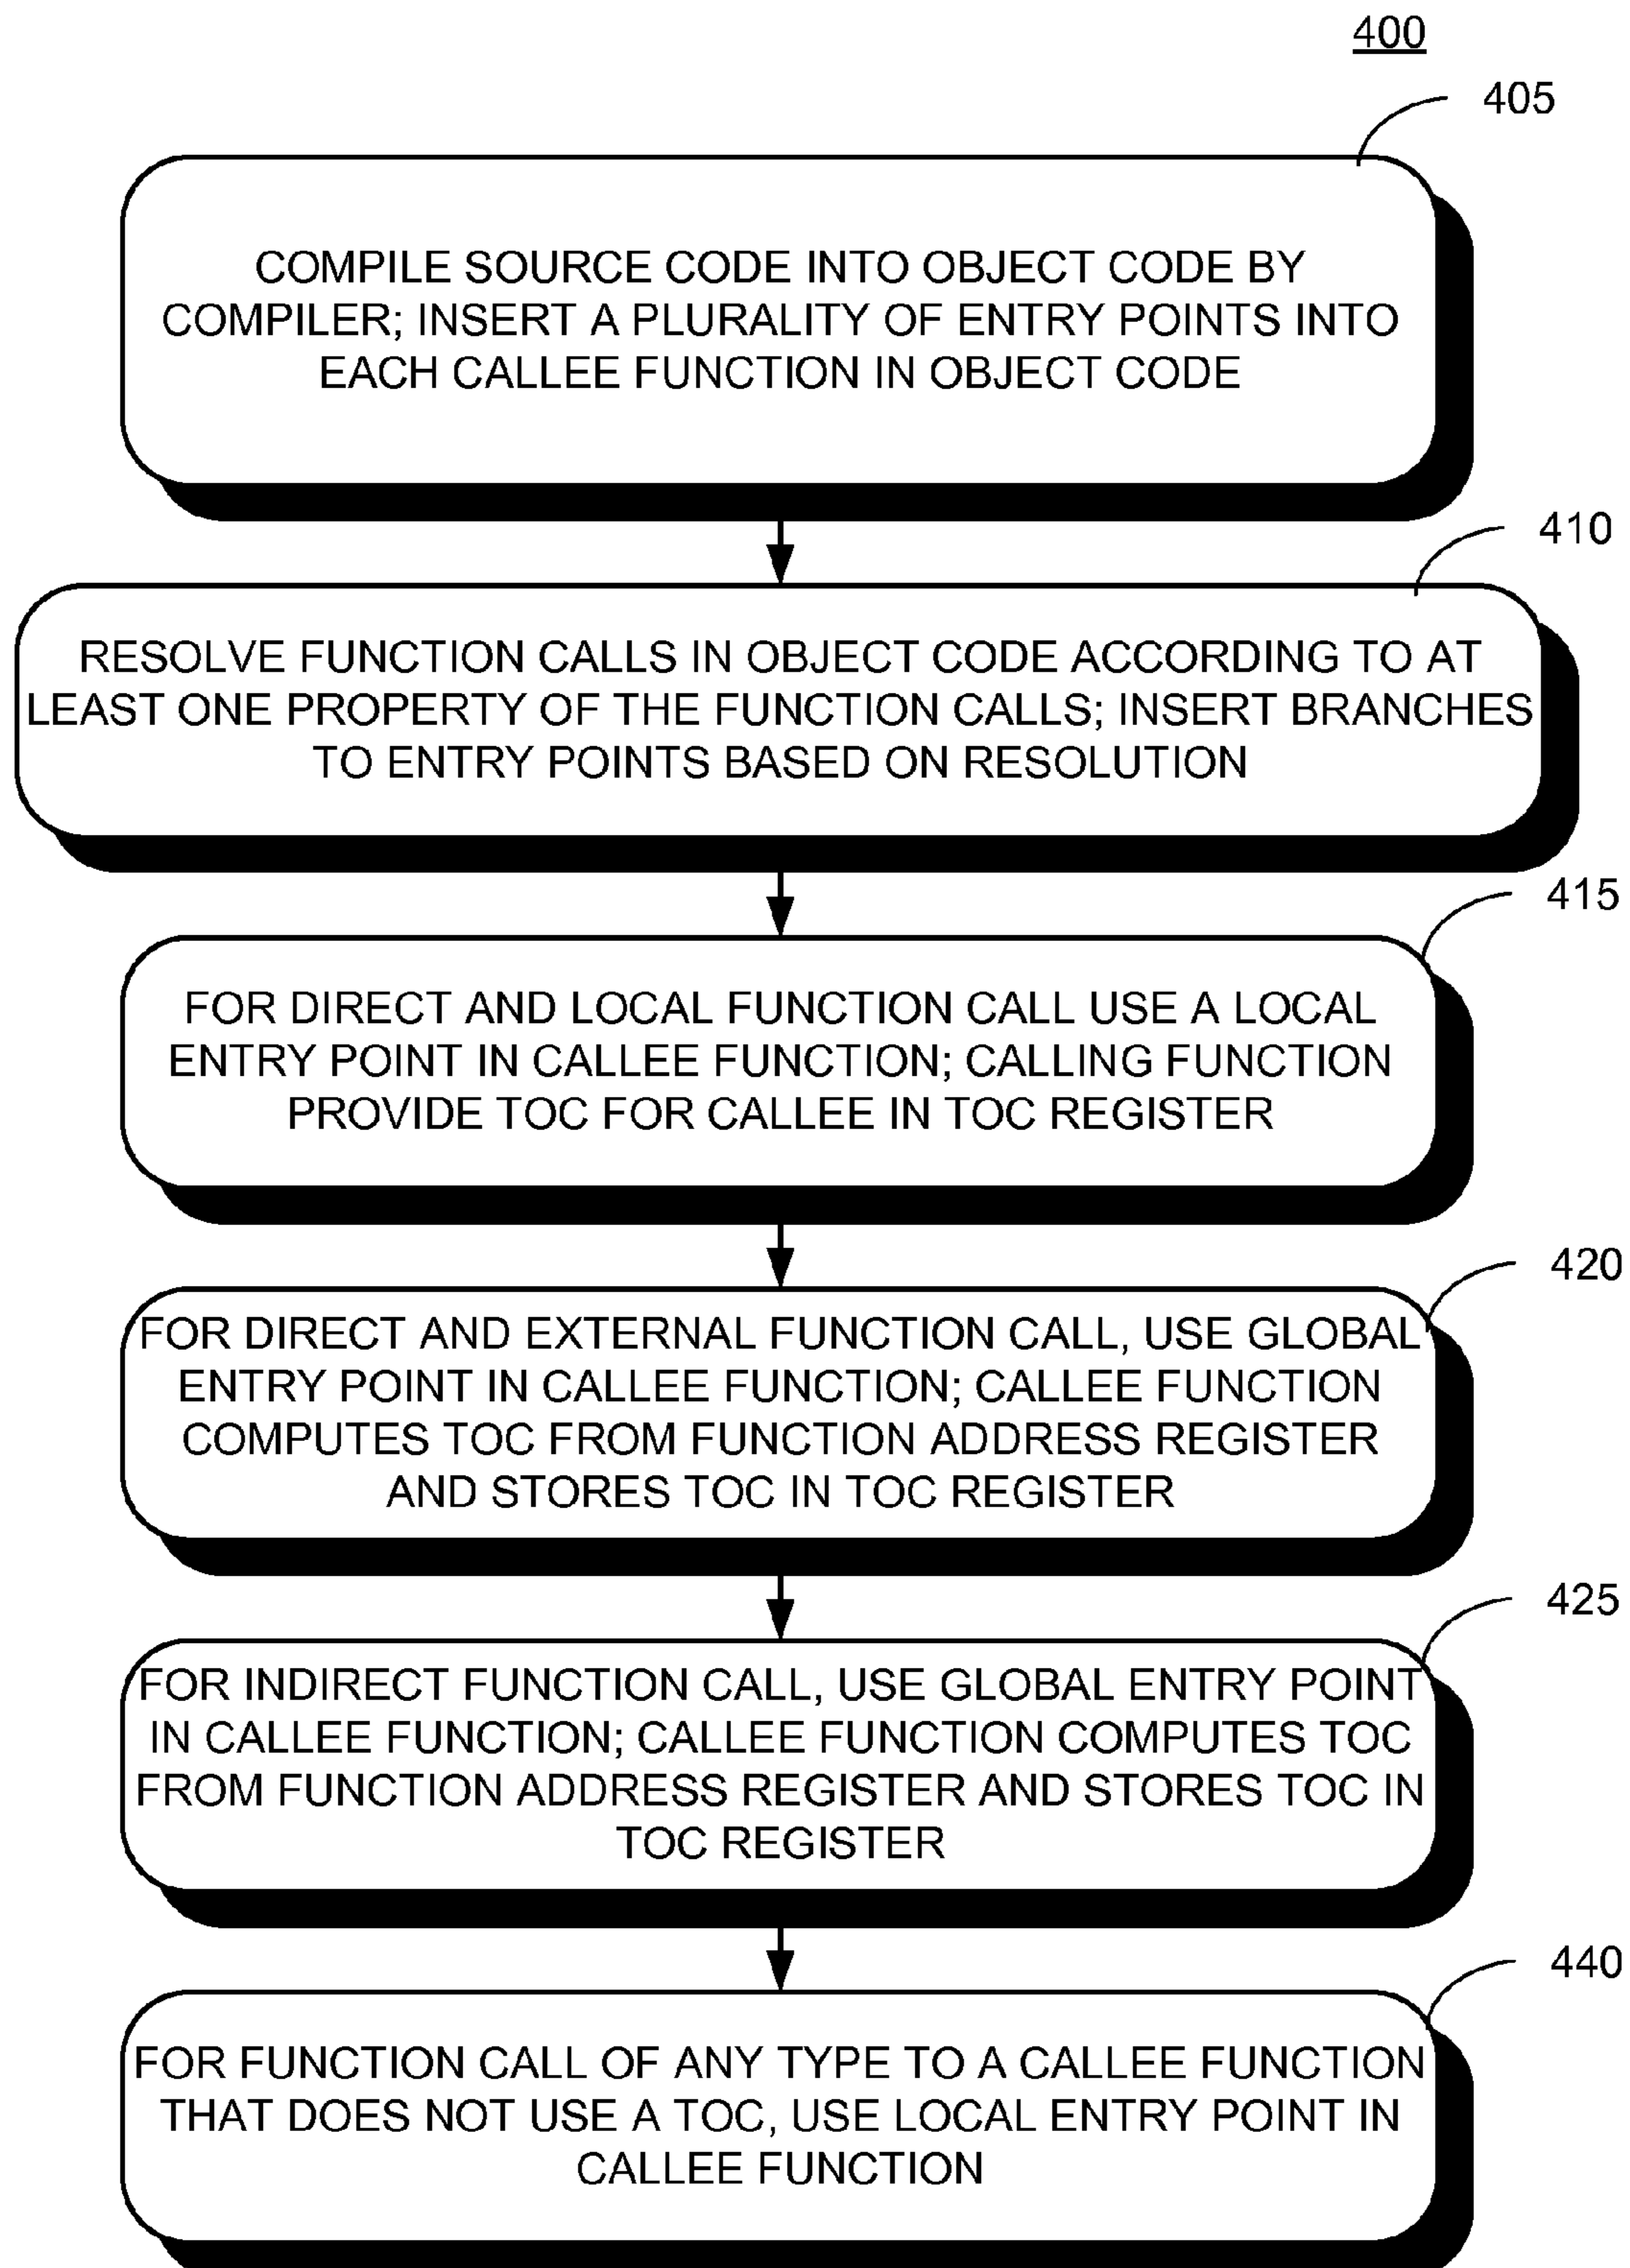 400
405
COMPILE SOURCE CODE INTO OBJECT CODE BY
COMPILER; INSERT A PLURALITY OF ENTRY POINTS INTO
EACH CALLEE FUNCTION IN OBJECT CODE
410
RESOLVE FUNCTION CALLS IN OBJECT CODE ACCORDING TO AT
LEAST ONE PROPERTY OF THE FUNCTION CALLS; INSERT BRANCHES
TO ENTRY POINTS BASED ON RESOLUTION
415
FOR DIRECT AND LOCAL FUNCTION CALL USE A LOCAL
ENTRY POINT IN CALLEE FUNCTION; CALLING FUNCTION
PROVIDE TOC FOR CALLEE IN TOC REGISTER
420
FOR DIRECT AND EXTERNAL FUNCTION CALL, USE GLOBAL
ENTRY POINT IN CALLEE FUNCTION; CALLEE FUNCTION
COMPUTES TOC FROM FUNCTION ADDRESS REGISTER
AND STORES TOC IN TOC REGISTER
425
FOR INDIRECT FUNCTION CALL, USE GLOBAL ENTRY POINT
IN CALLEE FUNCTION; CALLEE FUNCTION COMPUTES TOC
FROM FUNCTION ADDRESS REGISTER AND STORES TOC IN
TOC REGISTER
440
FOR FUNCTION CALL OF ANY TYPE TO A CALLEE FUNCTION
THAT DOES NOT USE A TOC, USE LOCAL ENTRY POINT IN
CALLEE FUNCTION